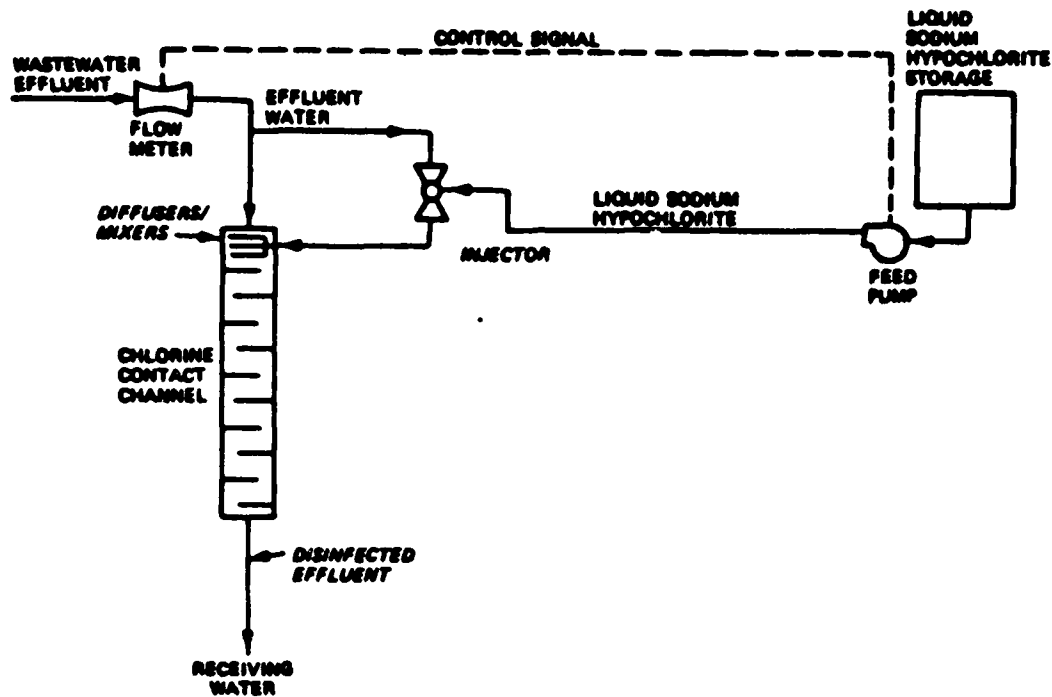 CONTROL SIGNAL
LIQUID
SODIUM
HYPOCHLORITE
STORAGE
WASTEWATER
EFFLUENT
FLOW
METER
EFFLUENT
WATER
DIFFUSERS/
MIXERS
LIQUID SODIUM
HYPOCHLORITE
INJECTOR
FEED
PUMP
CHLORINE
CONTACT
CHANNEL
DISINFECTED
EFFLUENT
RECEIVING
WATER